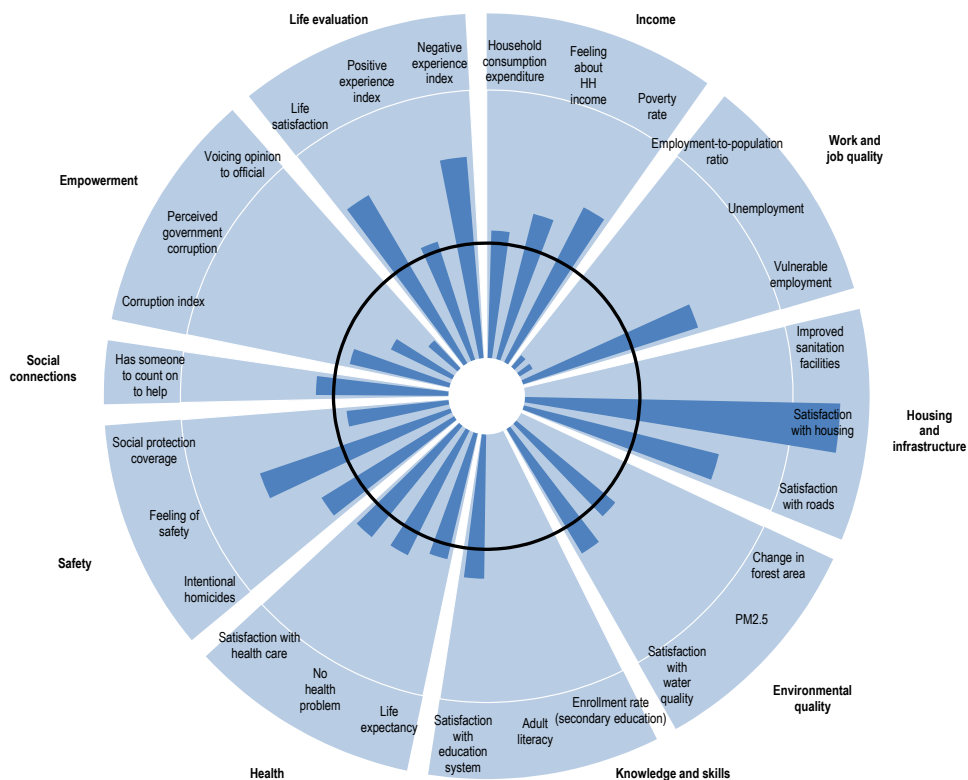 Life evaluation
Income
Negative
experience
index
Household
consumption
expenditure
Feeling
about
HH
income
Positive
experience
index
Poverty
rate
Life
satisfaction
Employment-to-population
ratio
Work and
job quality
Voicing opinion
to official
Empowerment
Unemployment
Perceived
government
corruption
Vulnerable
employment
Corruption index
Improved
sanitation
facilities
Social
connections
Has someone
to count on
to help
Satisfaction
with housing
Housing
and
infrastructure
Social protection
coverage
Satisfaction
with roads
Feeling of
safety
Safety
Change in
forest area
Intentional
homicides
PM2.5
Satisfaction with
health care
Satisfaction
with
water
quality
No
health
problem
Environmental
quality
Life
expectancy
Enrollment rate
(secondary education)
Adult
literacy
Satisfaction
with
education
system
Health
Knowledge and skills